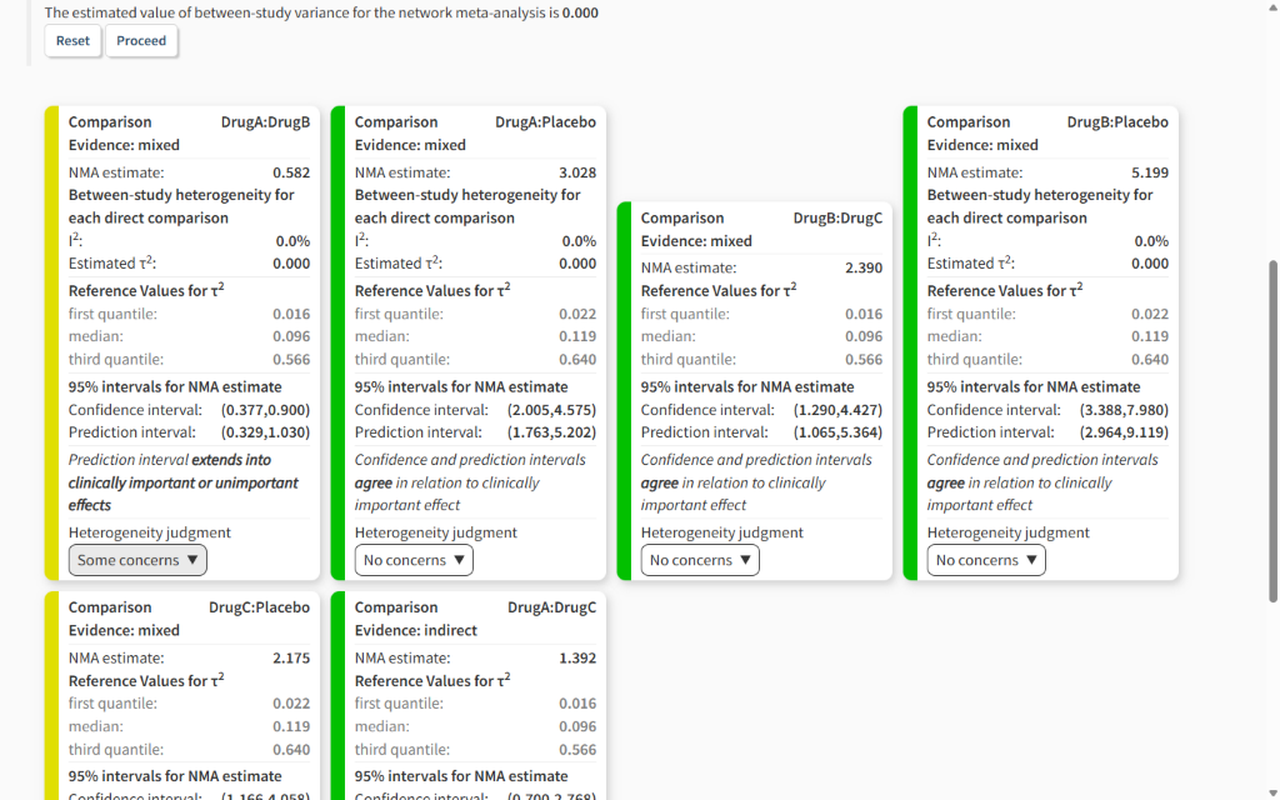 The estimated value of between-study variance for the network meta-analysis is 0.000
Reset Proceed
Comparison DrugA:DrugB
Evidence: mixed
NMA estimate: 0.582
Between-study heterogeneity for
each direct comparison
I²: 0.0%
Estimated τ²: 0.000
Reference Values for τ²
first quantile: 0.016
median: 0.096
third quantile: 0.566
95% intervals for NMA estimate
Confidence interval: (0.377,0.900)
Prediction interval: (0.329,1.030)
Prediction interval extends into
clinically important or unimportant
effects
Heterogeneity judgment
Some concerns ▼
Comparison DrugA:Placebo
Evidence: mixed
NMA estimate: 3.028
Between-study heterogeneity for
each direct comparison
I²: 0.0%
Estimated τ²: 0.000
Reference Values for τ²
first quantile: 0.022
median: 0.119
third quantile: 0.640
95% intervals for NMA estimate
Confidence interval: (2.005,4.575)
Prediction interval: (1.763,5.202)
Confidence and prediction intervals
agree in relation to clinically
important effect
Heterogeneity judgment
No concerns ▼
Comparison DrugB:DrugC
Evidence: mixed
NMA estimate: 2.390
Reference Values for τ²
first quantile: 0.016
median: 0.096
third quantile: 0.566
95% intervals for NMA estimate
Confidence interval: (1.290,4.427)
Prediction interval: (1.065,5.364)
Confidence and prediction intervals
agree in relation to clinically
important effect
Heterogeneity judgment
No concerns ▼
Comparison DrugB:Placebo
Evidence: mixed
NMA estimate: 5.199
Between-study heterogeneity for
each direct comparison
I²: 0.0%
Estimated τ²: 0.000
Reference Values for τ²
first quantile: 0.022
median: 0.119
third quantile: 0.640
95% intervals for NMA estimate
Confidence interval: (3.388,7.980)
Prediction interval: (2.964,9.119)
Confidence and prediction intervals
agree in relation to clinically
important effect
Heterogeneity judgment
No concerns ▼
Comparison DrugC:Placebo
Evidence: mixed
NMA estimate: 2.175
Reference Values for τ²
first quantile: 0.022
median: 0.119
third quantile: 0.640
95% intervals for NMA estimate
Confidence interval: (1.166,4.058)
Comparison DrugA:DrugC
Evidence: indirect
NMA estimate: 1.392
Reference Values for τ²
first quantile: 0.016
median: 0.096
third quantile: 0.566
95% intervals for NMA estimate
Confidence interval: (0.700,2.768)